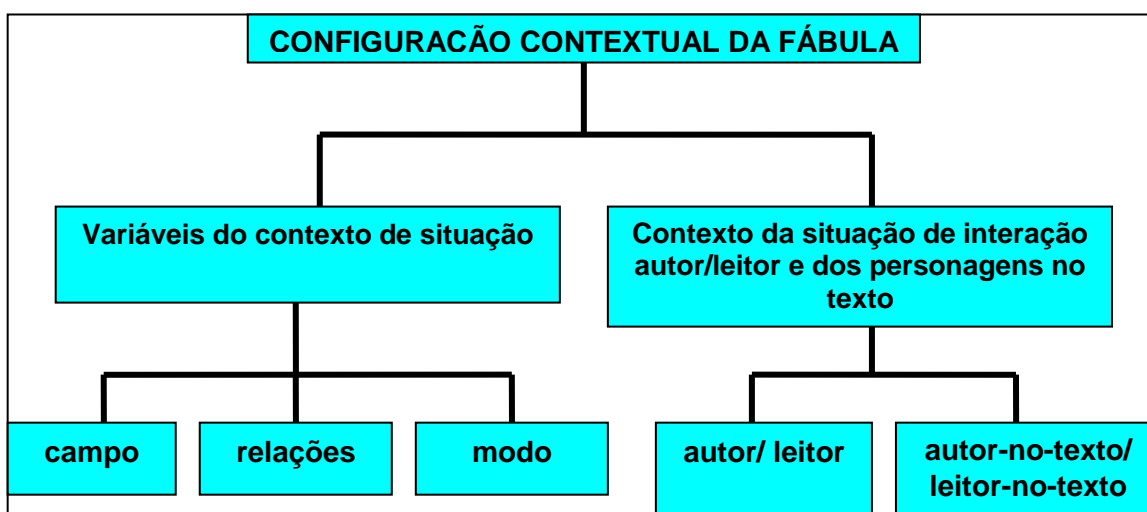 CONFIGURACÃO CONTEXTUAL DA FÁBULA
Variáveis do contexto de situação
Contexto da situação de interação
autor/leitor e dos personagens no
texto
campo
relações
modo
autor/ leitor
autor-no-texto/
leitor-no-texto